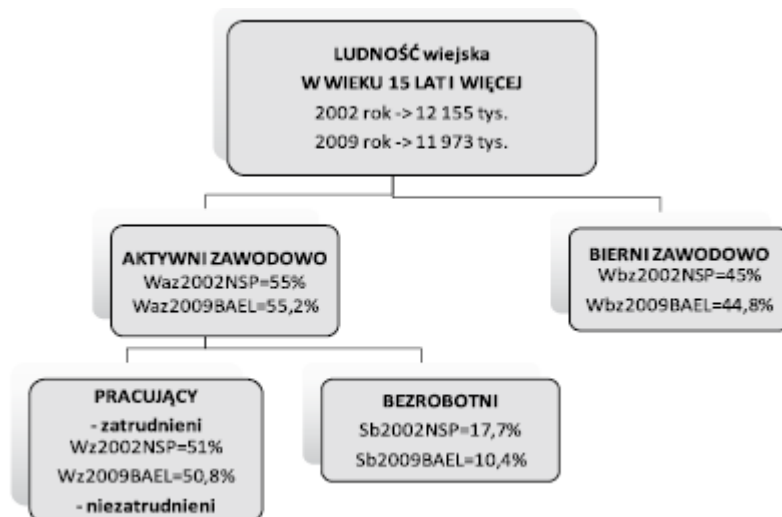 LUDNOŚĆ wiejska
W WIEKU 15 LAT I WIĘCEJ
2002 rok -> 12 155 tys.
2009 rok -> 11 973 tys.
AKTYWNI ZAWODOWO
Waz2002NSP=55%
Waz2009BAEL=55,2%
BIERNI ZAWODOWO
Wbz2002NSP=45%
Wbz2009BAEL=44,8%
PRACUJĄCY
- zatrudnieni
Wz2002NSP=51%
Wz2009BAEL=50,8%
- niezatrudnieni
BEZROBOTNI
Sb2002NSP=17,7%
Sb2009BAEL=10,4%